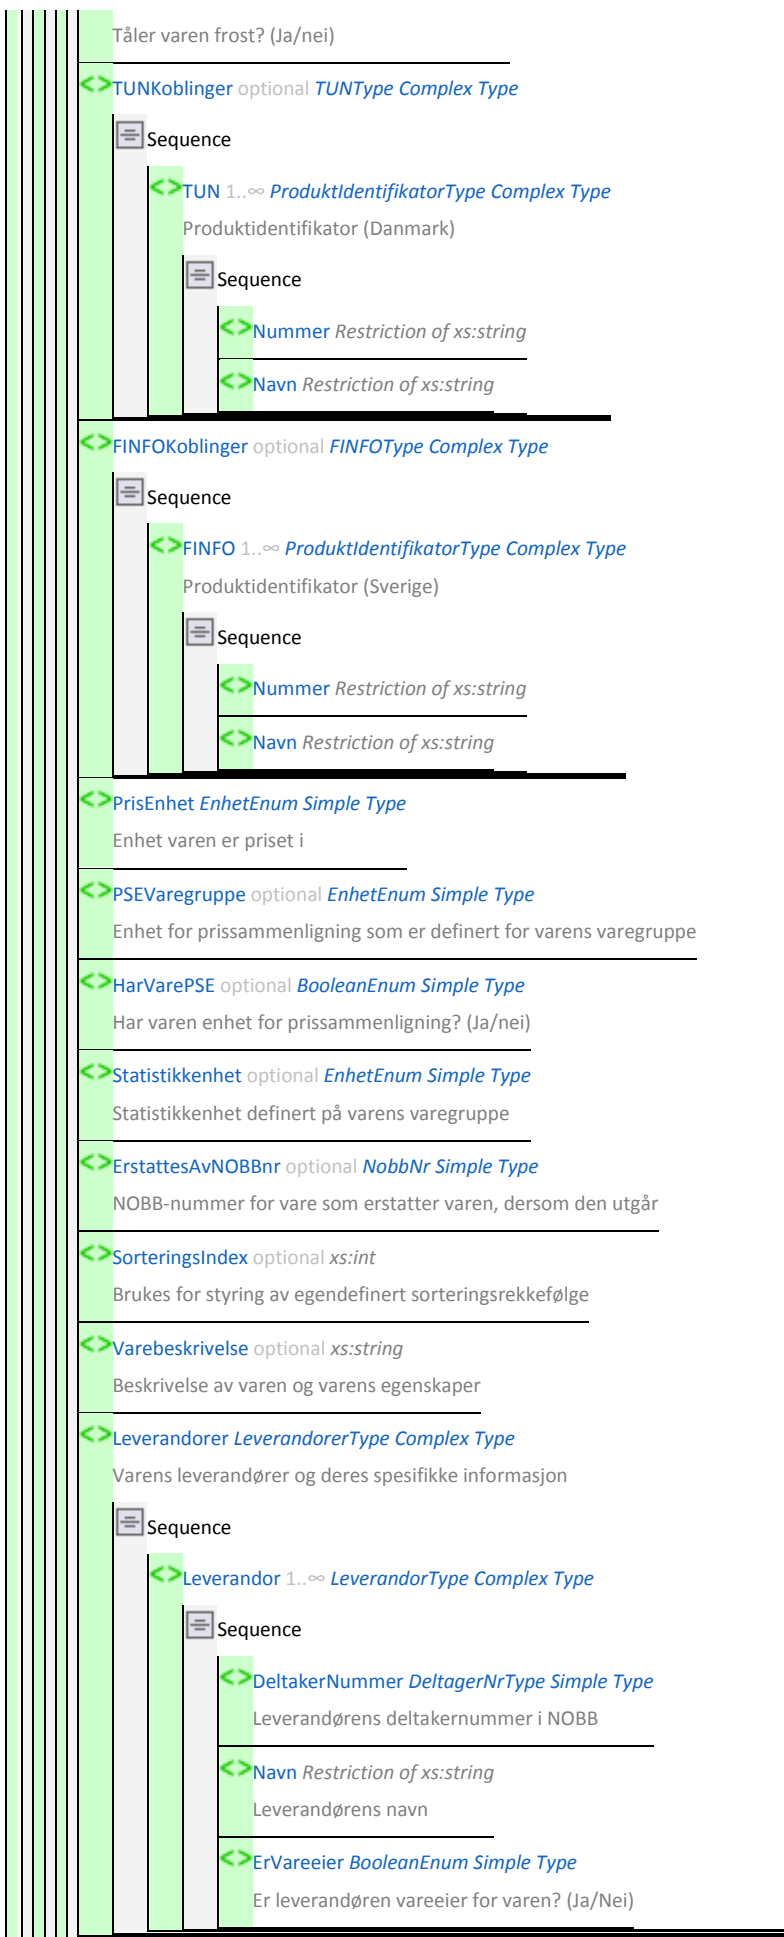 Tåler varen frost? (Ja/nei)
TUNKoblinger optional TUNType Complex Type
Sequence
TUN 1..∞ ProduktIdentifikatorType Complex Type
Produktidentifikator (Danmark)
Sequence
Nummer Restriction of xs:string
Navn Restriction of xs:string
FINFOKoblinger optional FINFOType Complex Type
Sequence
FINFO 1..∞ ProduktIdentifikatorType Complex Type
Produktidentifikator (Sverige)
Sequence
Nummer Restriction of xs:string
Navn Restriction of xs:string
PrisEnhet EnhetEnum Simple Type
Enhet varen er priset i
PSEVaregruppe optional EnhetEnum Simple Type
Enhet for prissammenligning som er definert for varens varegruppe
HarVarePSE optional BooleanEnum Simple Type
Har varen enhet for prissammenligning? (Ja/nei)
Statistikkenhet optional EnhetEnum Simple Type
Statistikkenhet definert på varens varegruppe
ErstattesAvNOBBnr optional NobbNr Simple Type
NOBB-nummer for vare som erstatter varen, dersom den utgår
SorteringsIndex optional xs:int
Brukes for styring av egendefinert sorteringsrekkefølge
Varebeskrivelse optional xs:string
Beskrivelse av varen og varens egenskaper
Leverandorer LeverandorerType Complex Type
Varens leverandører og deres spesifikke informasjon
Sequence
Leverandor 1..∞ LeverandorType Complex Type
Sequence
DeltakerNummer DeltagerNrType Simple Type
Leverandørens deltakernummer i NOBB
Navn Restriction of xs:string
Leverandørens navn
ErVareeier BooleanEnum Simple Type
Er leverandøren vareeier for varen? (Ja/Nei)